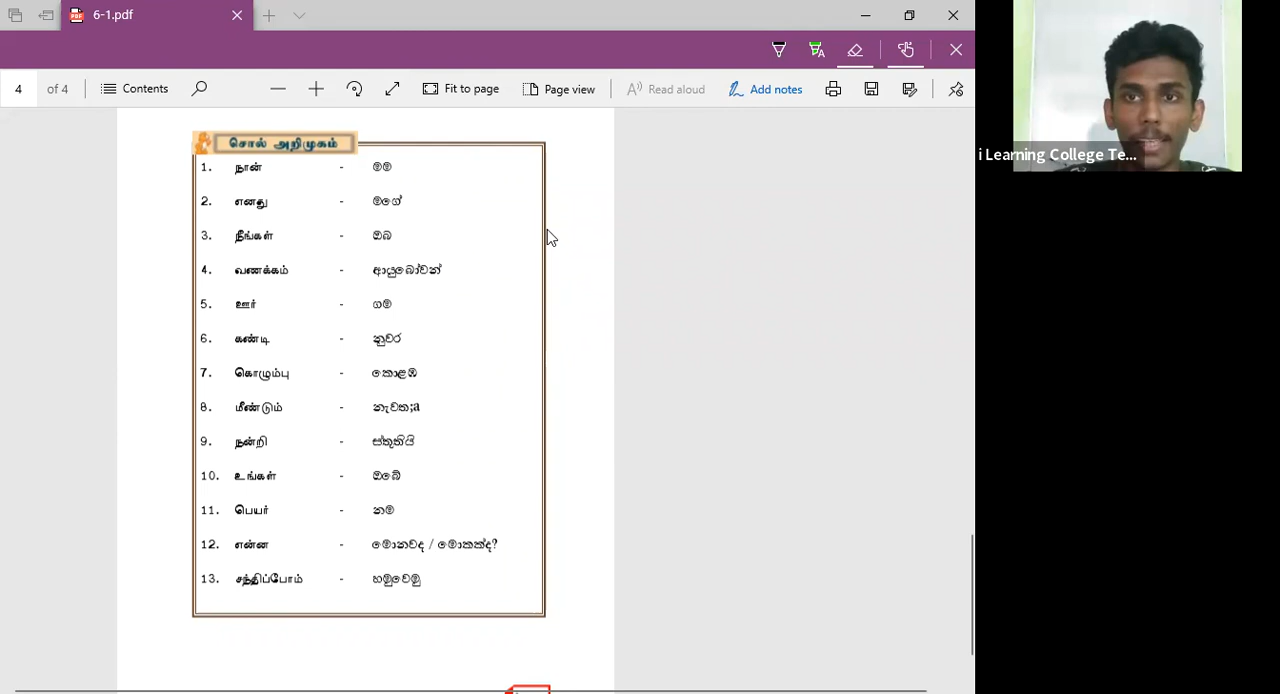 6-1.pdf
4 of 4 Contents Fit to page Page view Read aloud Add notes
i Learning College Te...
சொல் அறிமுகம்
1. நான் - මම
2. எனது - මගේ
3. நீங்கள் - ඔබ
4. வணக்கம் - ආයුබෝවන්
5. ஊர் - ගම
6. கண்டி - නුවර
7. கொழும்பு - කොළඹ
8. மீண்டும் - නැවත;a
9. நன்றி - ස්තුතියි
10. உங்கள் - ඔබේ
11. பெயர் - නම
12. என்ன - මොනවද / මොකක්ද?
13. சந்திப்போம் - හමුවෙමු